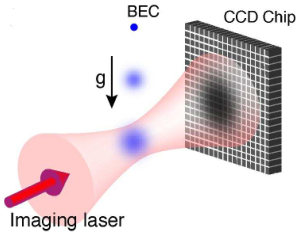 BEC
CCD Chip
g
Imaging laser